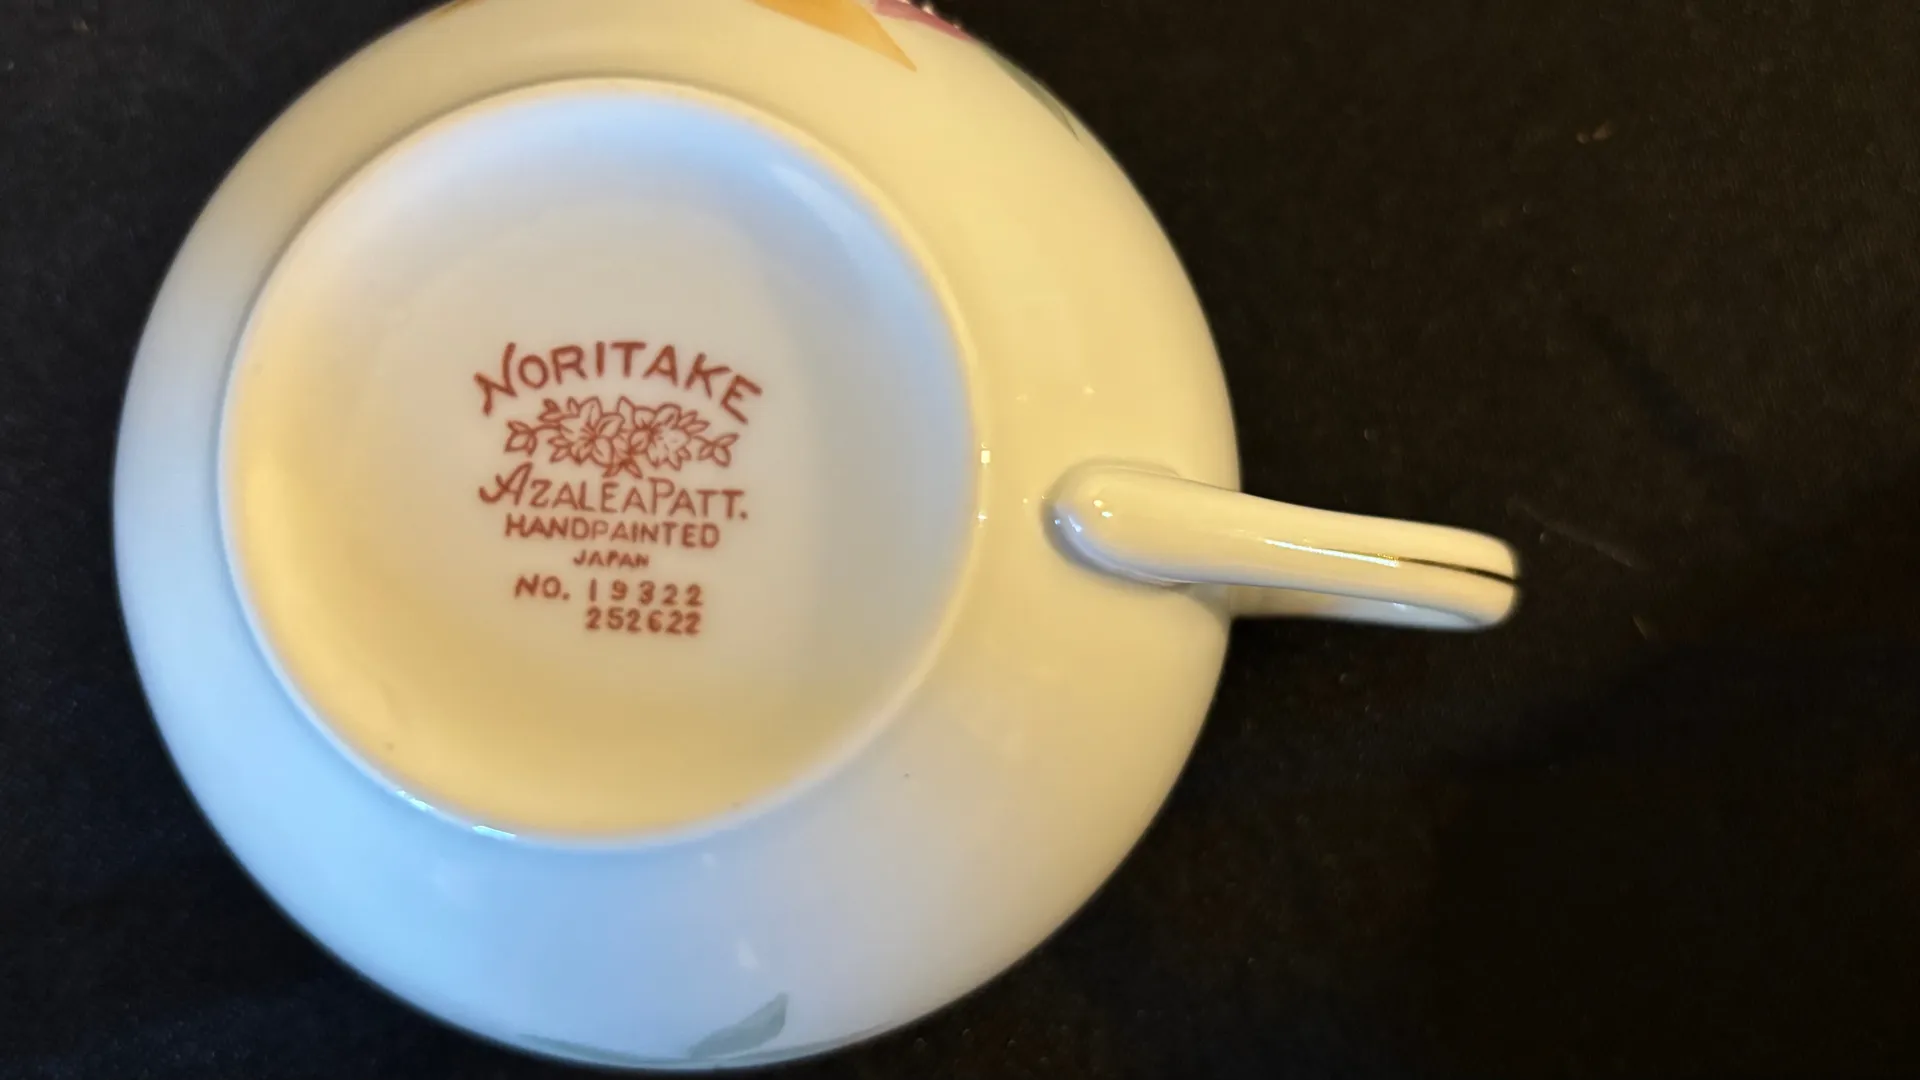 NORITAKE
AZALEA PATT.
HANDPAINTED
JAPAN
NO. 19322
252622